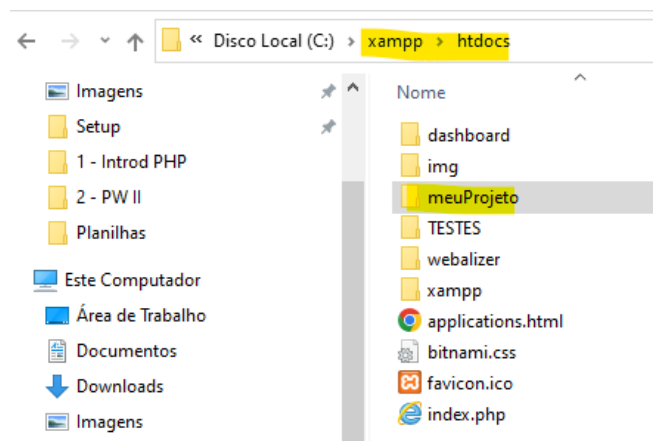 « Disco Local (C:) > xampp > htdocs
Imagens
Setup
1 - Introd PHP
2 - PW II
Planilhas
Este Computador
Área de Trabalho
Documentos
Downloads
Imagens
Nome
dashboard
img
meuProjeto
TESTES
webalizer
xampp
applications.html
bitnami.css
favicon.ico
index.php